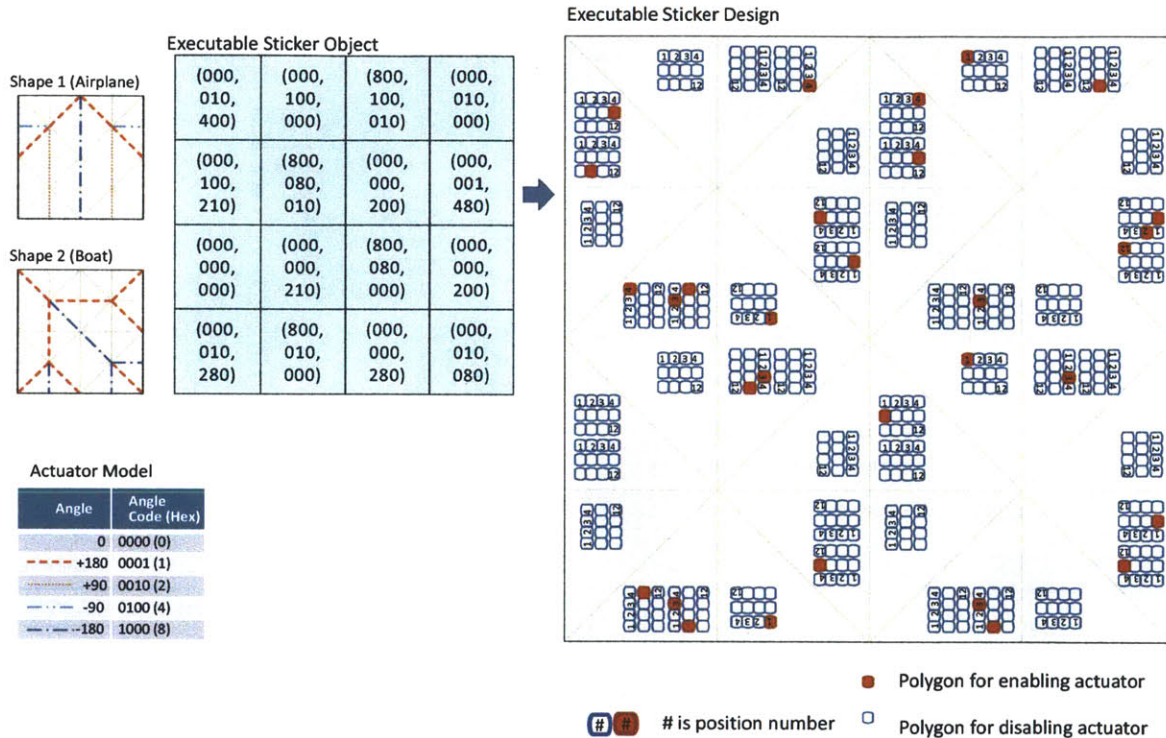 Executable Sticker Design
Executable Sticker Object
Shape 1 (Airplane)
(000, 010, 400)
(000, 100, 000)
(800, 100, 010)
(000, 010, 000)
(000, 100, 210)
(800, 080, 010)
(000, 000, 200)
(000, 001, 480)
Shape 2 (Boat)
(000, 000, 000)
(000, 000, 210)
(800, 080, 000)
(000, 000, 200)
(000, 010, 280)
(800, 010, 000)
(000, 000, 280)
(000, 010, 080)
Actuator Model
Angle
Angle Code (Hex)
0 0000 (0)
+180 0001 (1)
+90 0010 (2)
-90 0100 (4)
-180 1000 (8)
Polygon for enabling actuator
# # # is position number
Polygon for disabling actuator